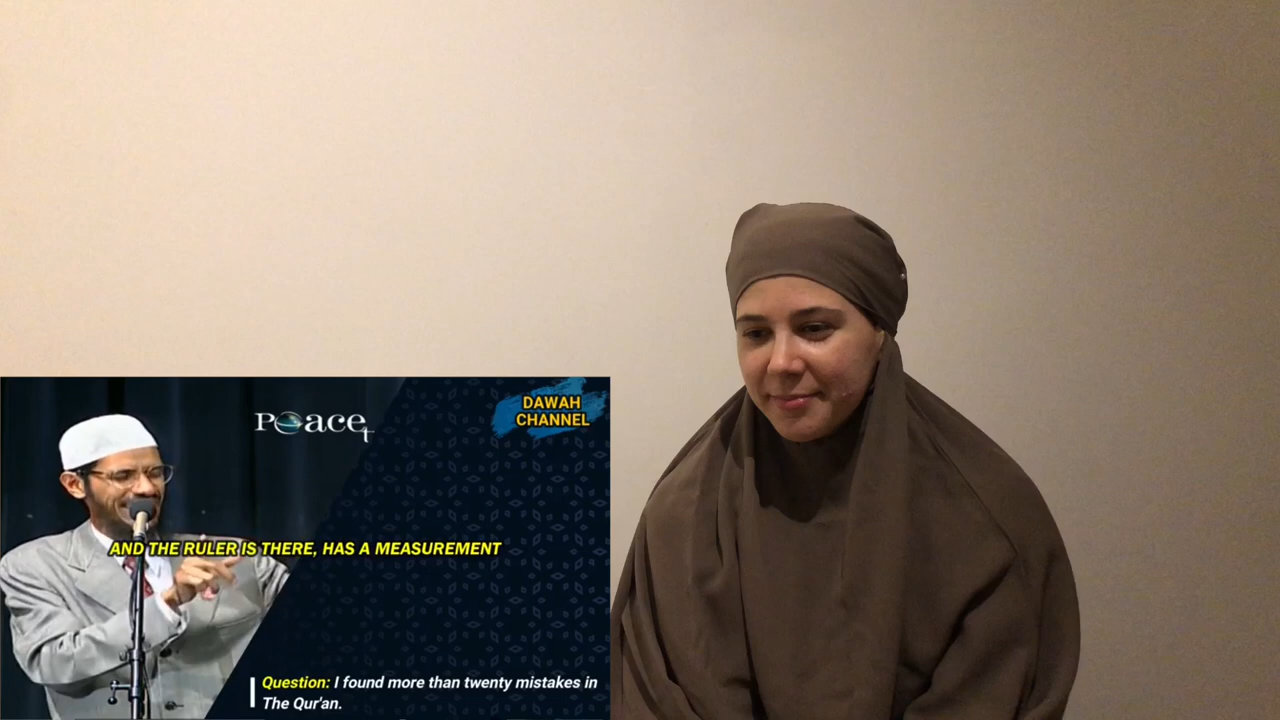 Peace tv
DAWAH
CHANNEL
AND THE RULER IS THERE, HAS A MEASUREMENT
Question: I found more than twenty mistakes in
The Qur'an.